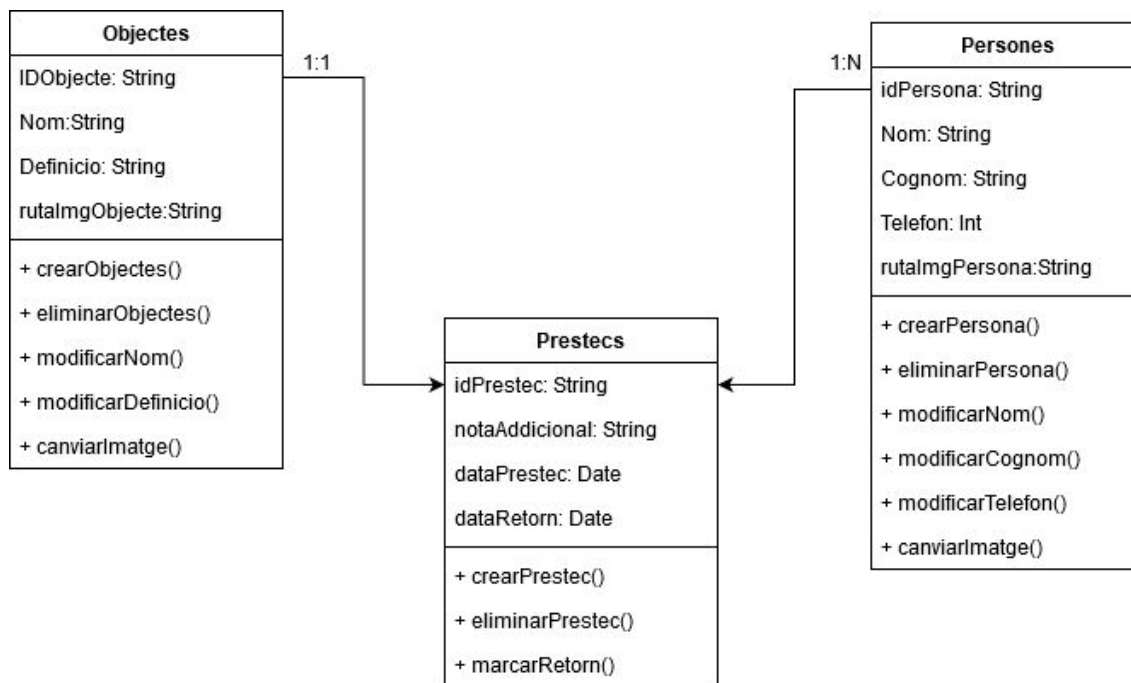 Objectes
IDObjecte: String
Nom:String
Definicio: String
rutaImgObjecte:String
+ crearObjectes()
+ eliminarObjectes()
+ modificarNom()
+ modificarDefinicio()
+ canviarImatge()
1:1
1:N
Persones
idPersona: String
Nom: String
Cognom: String
Telefon: Int
rutaImgPersona:String
+ crearPersona()
+ eliminarPersona()
+ modificarNom()
+ modificarCognom()
+ modificarTelefon()
+ canviarImatge()
Prestecs
idPrestec: String
notaAddicional: String
dataPrestec: Date
dataRetorn: Date
+ crearPrestec()
+ eliminarPrestec()
+ marcarRetorn()